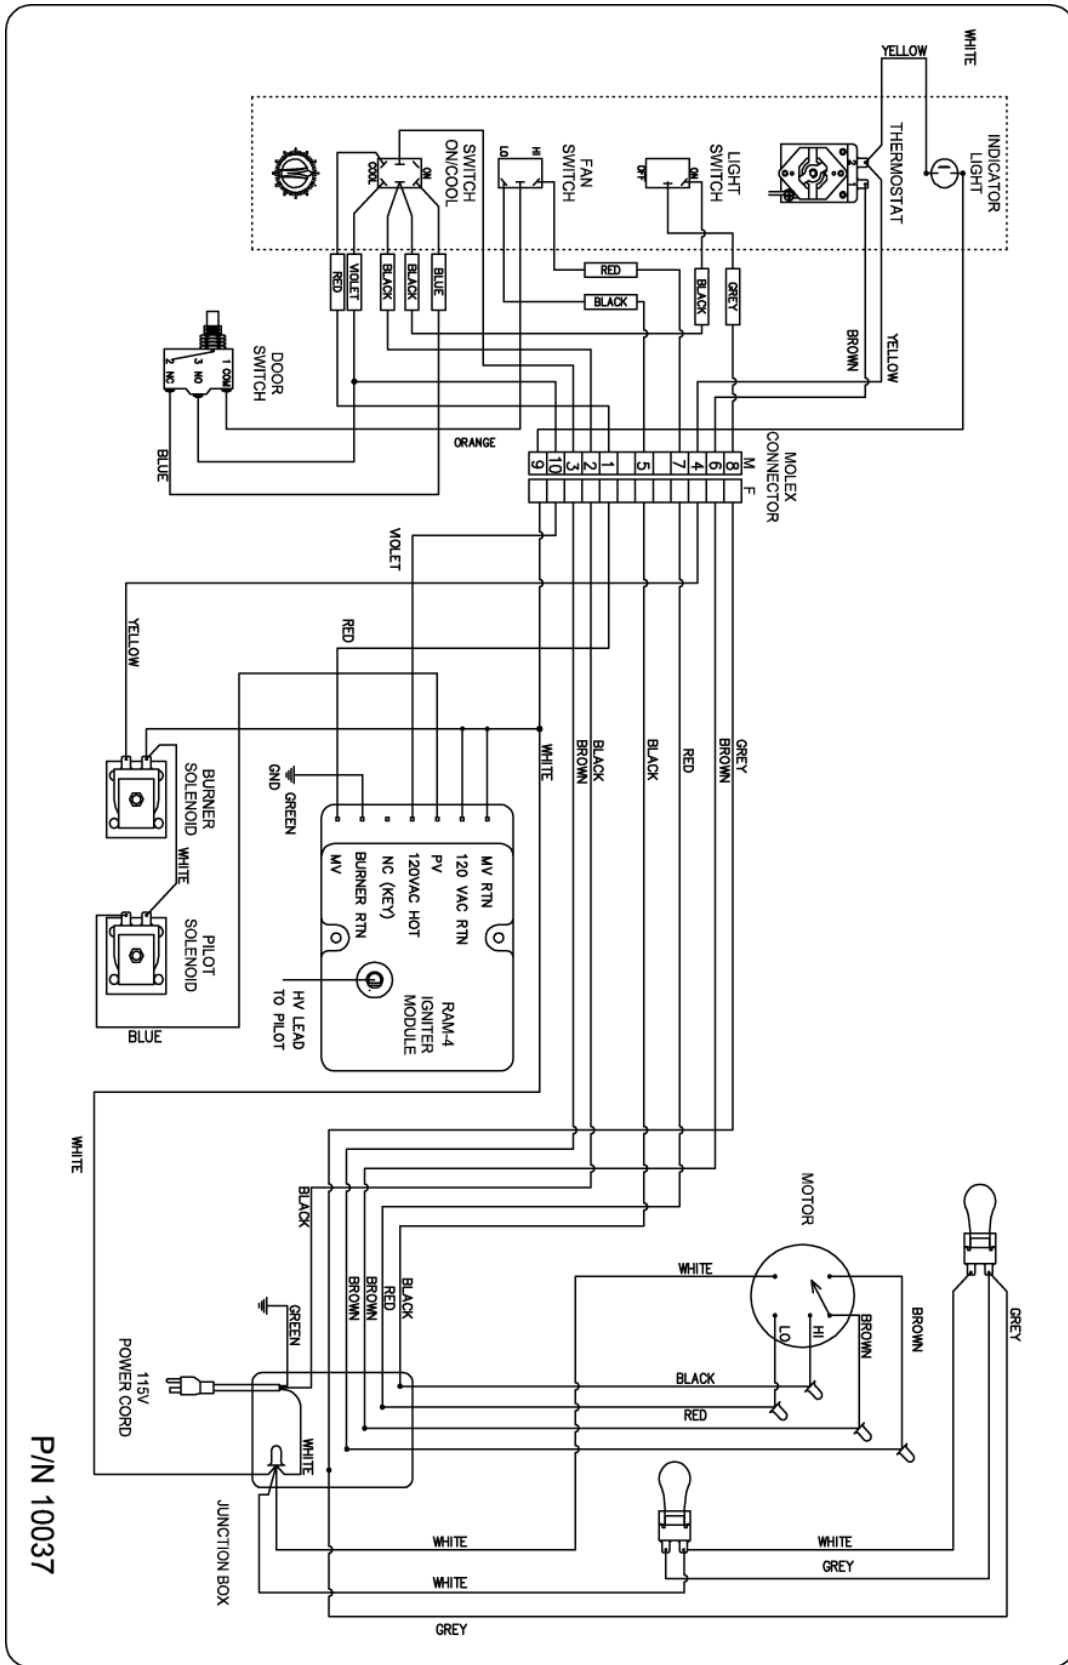 WHITE
YELLOW
INDICATOR
LIGHT
THERMOSTAT
2
1
LIGHT
SWITCH
ON
OFF
FAN
SWITCH
HI
LO
ON/COOL
SWITCH
ON
COOL
RED
VIOLET
BLACK
BLACK
BLUE
RED
BLACK
BLACK
GREY
BROWN
YELLOW
DOOR
SWITCH
1 COM
3 NO
2 NC
ORANGE
BLUE
MOLEX
CONNECTOR
M
F
9 10 3 2 1 5 7 4 6 8
VIOLET
YELLOW
RED
WHITE
BROWN
BLACK
BLACK
RED
BROWN
GREY
GREEN
GND
BURNER
SOLENOID
WHITE
PILOT
SOLENOID
BLUE
MV RTN
120 VAC RTN
PV
120VAC HOT
NC (KEY)
BURNER RTN
MV
RAM-4
IGNITER
MODULE
HV LEAD
TO PILOT
WHITE
BLACK
BROWN
BROWN
RED
BLACK
GREEN
MOTOR
WHITE
HI
LO
BROWN
BROWN
GREY
BLACK
RED
115V
POWER CORD
WHITE
JUNCTION BOX
WHITE
WHITE
WHITE
GREY
GREY
P/N 10037